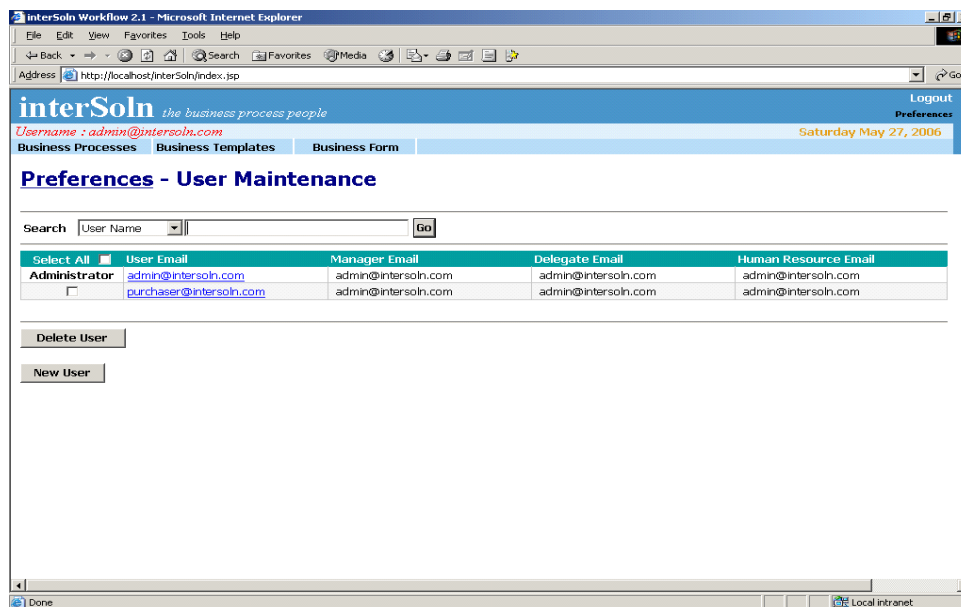 interSoln Workflow 2.1 - Microsoft Internet Explorer
File Edit View Favorites Tools Help
Back Search Favorites Media
Address http://localhost/interSoln/index.jsp Go
interSoln the business process people Logout
Preferences
Username : admin@intersoln.com Saturday May 27, 2006
Business Processes Business Templates Business Form
Preferences - User Maintenance
Search User Name Go
Select All User Email Manager Email Delegate Email Human Resource Email
Administrator admin@intersoln.com admin@intersoln.com admin@intersoln.com admin@intersoln.com
purchaser@intersoln.com admin@intersoln.com admin@intersoln.com admin@intersoln.com
Delete User
New User
Done Local intranet